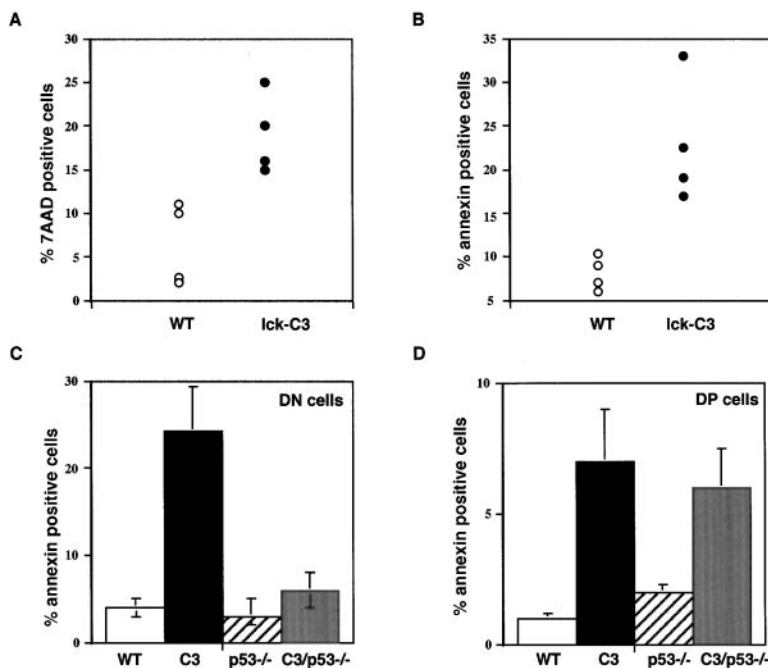 A
% 7AAD positive cells
30
25
20
15
10
5
0
WT
lck-C3
B
% annexin positive cells
35
30
25
20
15
10
5
WT
lck-C3
C
% annexin positive cells
30
20
10
0
DN cells
WT
C3
p53-/-
C3/p53-/-
D
% annexin positive cells
10
5
0
DP cells
WT
C3
p53-/-
C3/p53-/-